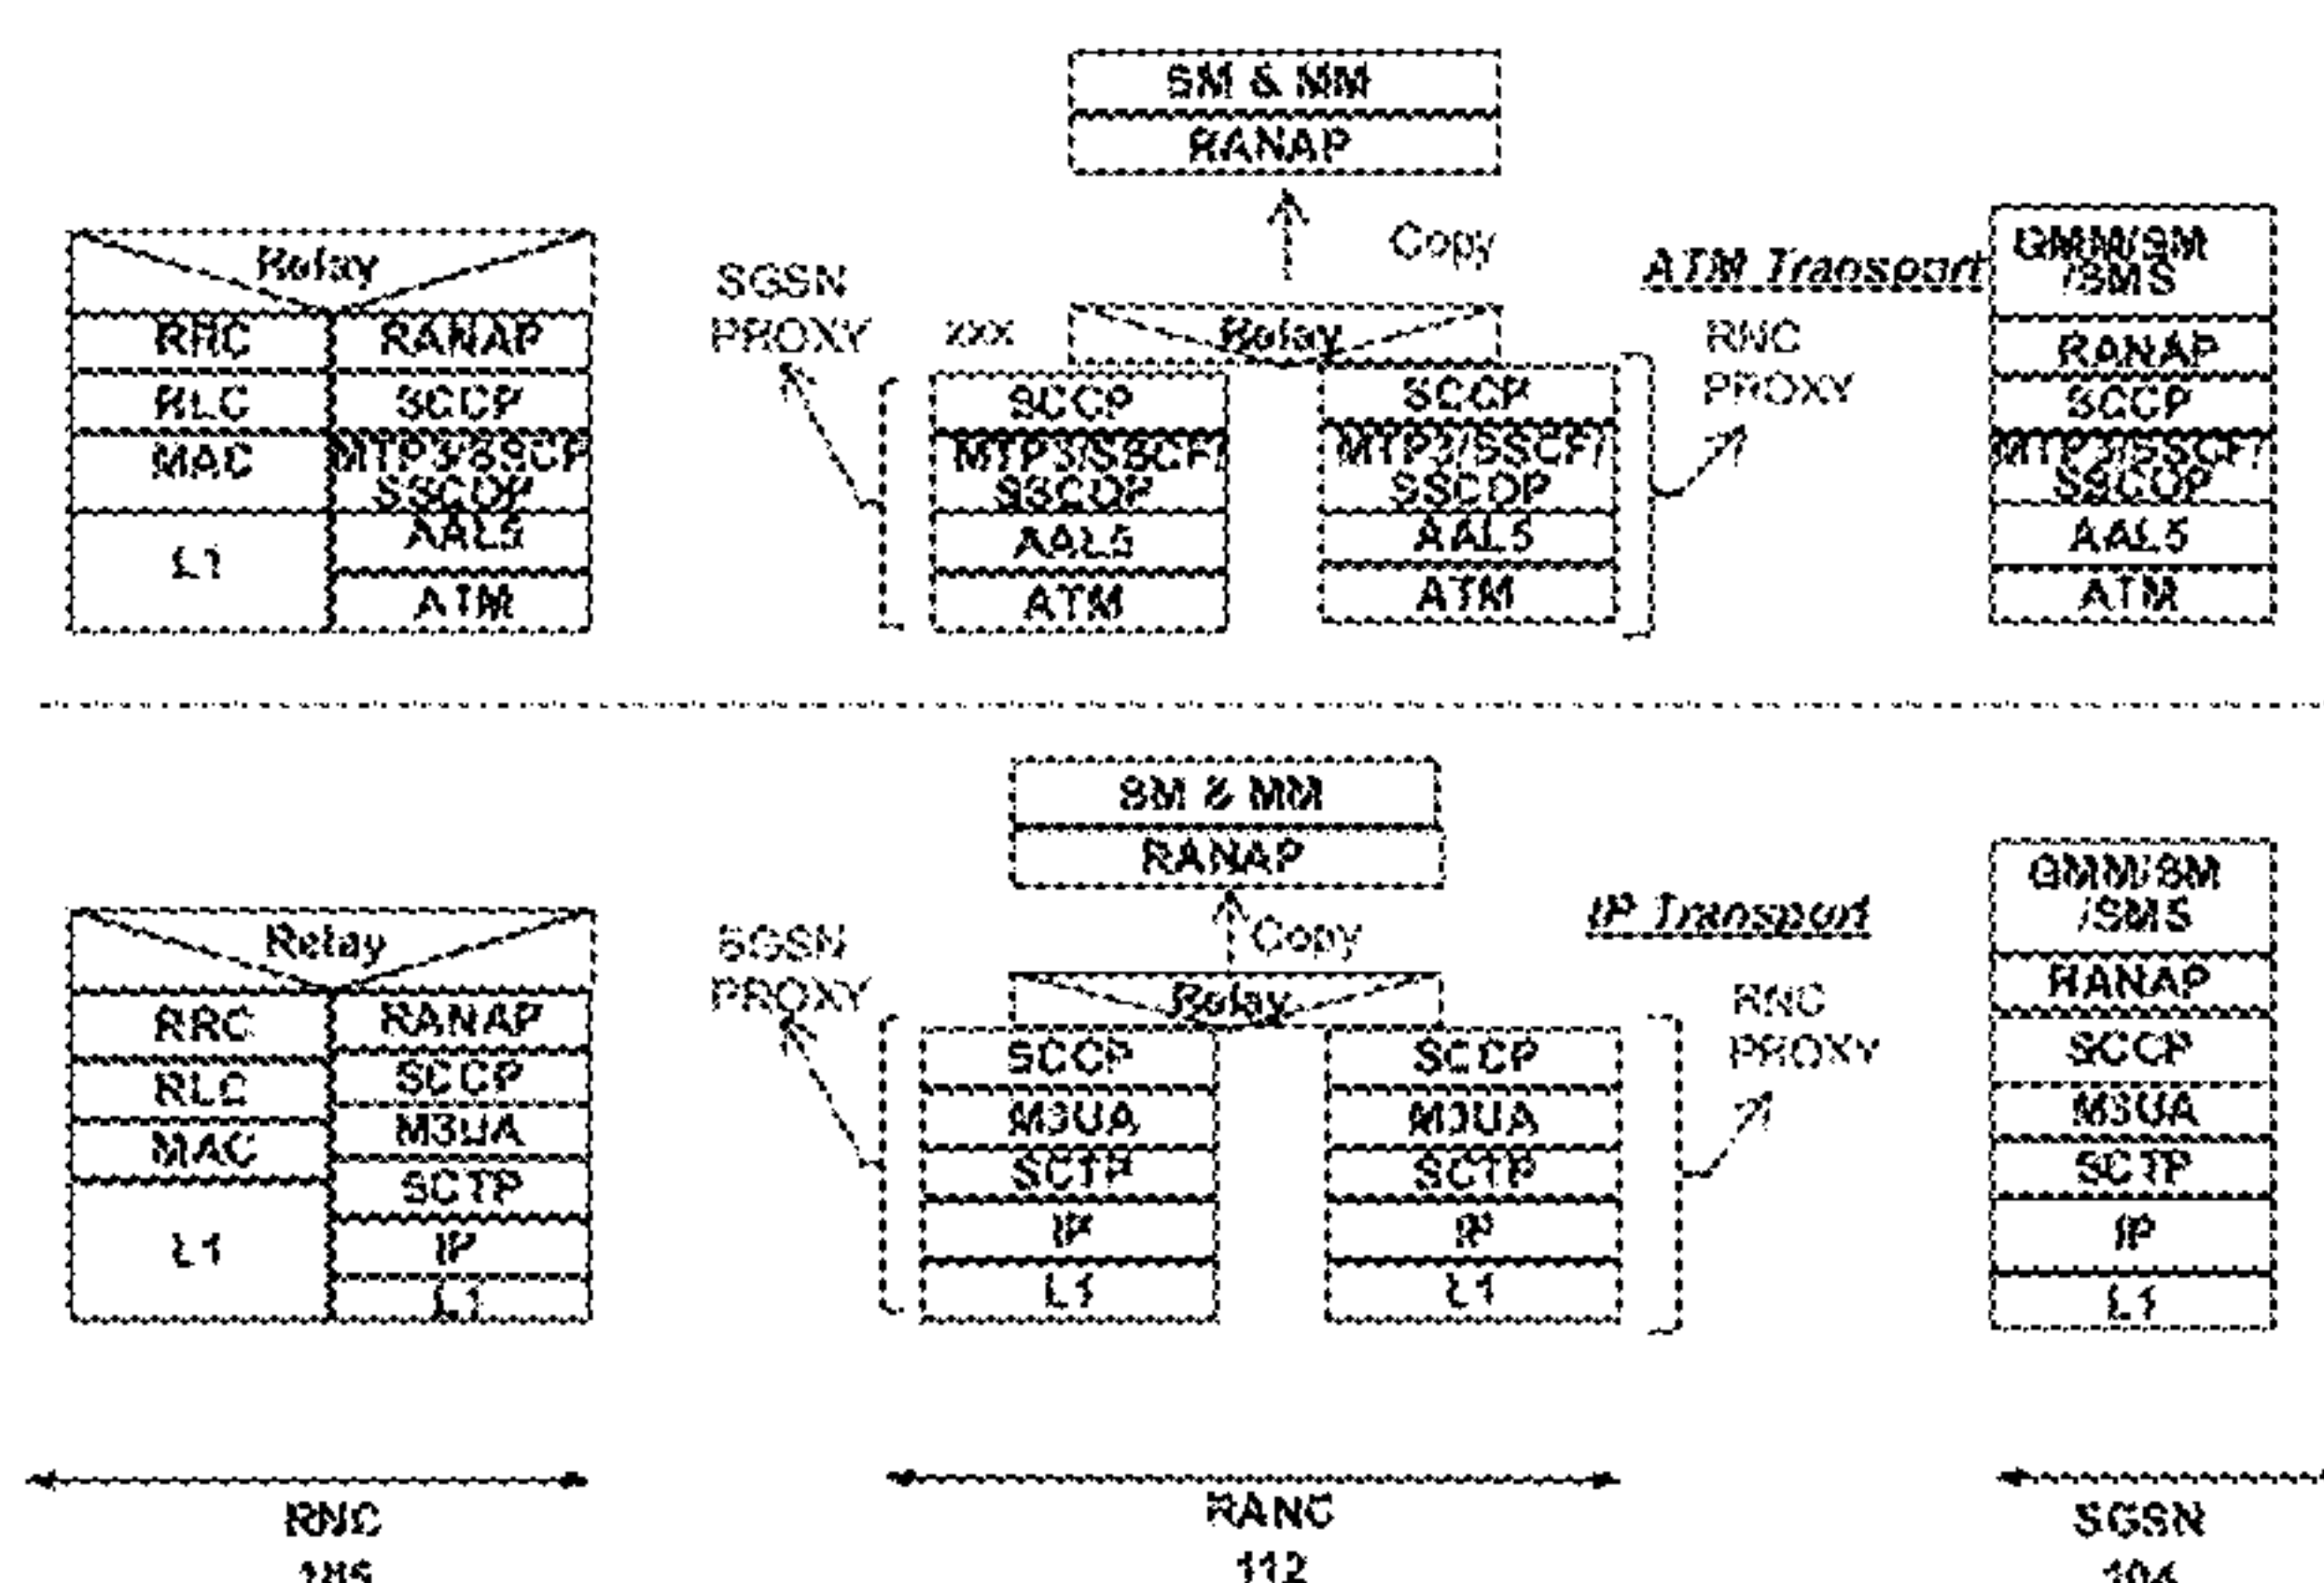 SM & MM
RANAP
Copy
Relay
RRC
RANAP
RLC
SCCP
MAC
MTP3/SSCF
SSCOP
L1
AAL5
ATM
SGSN
PROXY
zxx
Relay
SCCP
MTP3/SSCF/
SSCOP
AAL5
ATM
SCCP
MTP3/SSCF/
SSCOP
AAL5
ATM
ATM Transport
RNC
PROXY
GMM/SM
/SMS
RANAP
SCCP
MTP3/SSCF/
SSCOP
AAL5
ATM
SM & MM
RANAP
Copy
Relay
RRC
RANAP
RLC
SCCP
MAC
M3UA
SCTP
L1
IP
L1
SGSN
PROXY
Relay
SCCP
M3UA
SCTP
IP
L1
SCCP
M3UA
SCTP
IP
L1
IP Transport
RNC
PROXY
GMM/SM
/SMS
RANAP
SCCP
M3UA
SCTP
IP
L1
RNC
RANC
112
SGSN
104